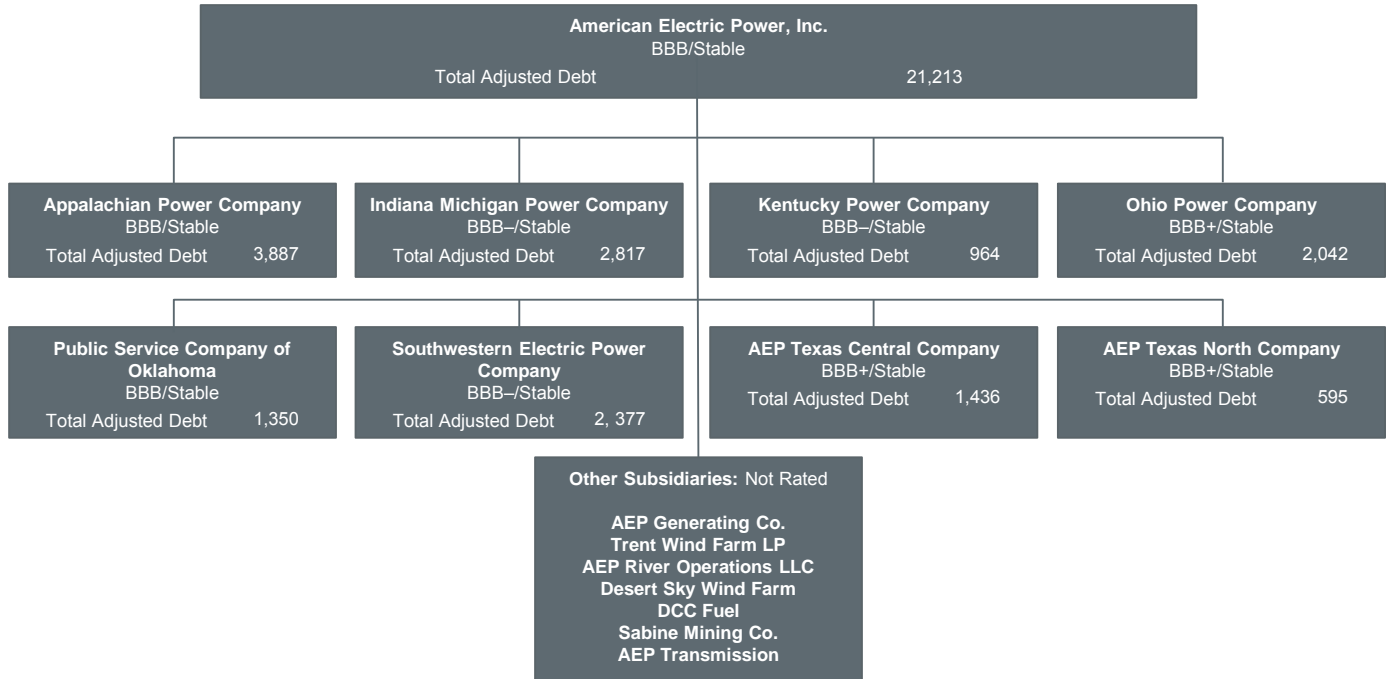 American Electric Power, Inc.
BBB/Stable
Total Adjusted Debt 21,213
Appalachian Power Company
BBB/Stable
Total Adjusted Debt 3,887
Indiana Michigan Power Company
BBB–/Stable
Total Adjusted Debt 2,817
Kentucky Power Company
BBB–/Stable
Total Adjusted Debt 964
Ohio Power Company
BBB+/Stable
Total Adjusted Debt 2,042
Public Service Company of
Oklahoma
BBB/Stable
Total Adjusted Debt 1,350
Southwestern Electric Power
Company
BBB–/Stable
Total Adjusted Debt 2, 377
AEP Texas Central Company
BBB+/Stable
Total Adjusted Debt 1,436
AEP Texas North Company
BBB+/Stable
Total Adjusted Debt 595
Other Subsidiaries: Not Rated
AEP Generating Co.
Trent Wind Farm LP
AEP River Operations LLC
Desert Sky Wind Farm
DCC Fuel
Sabine Mining Co.
AEP Transmission